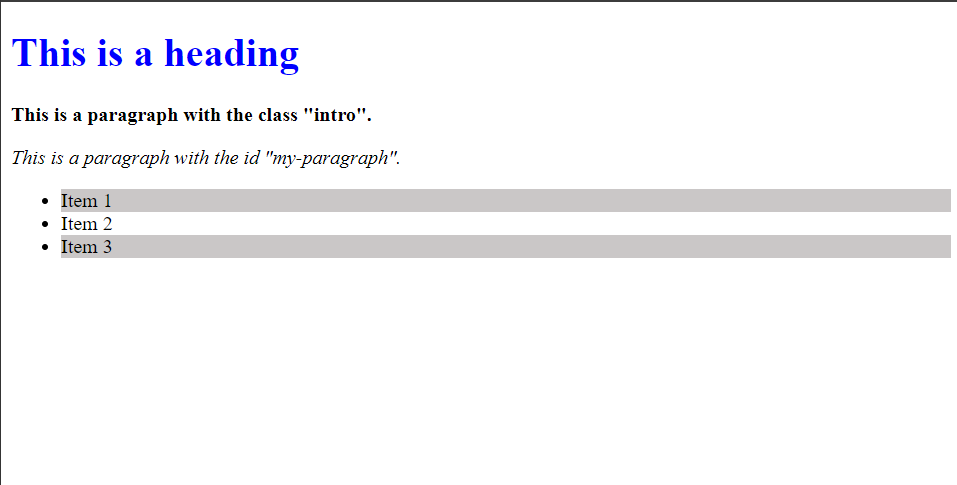 This is a heading
This is a paragraph with the class "intro".
This is a paragraph with the id "my-paragraph".
• Item 1
• Item 2
• Item 3